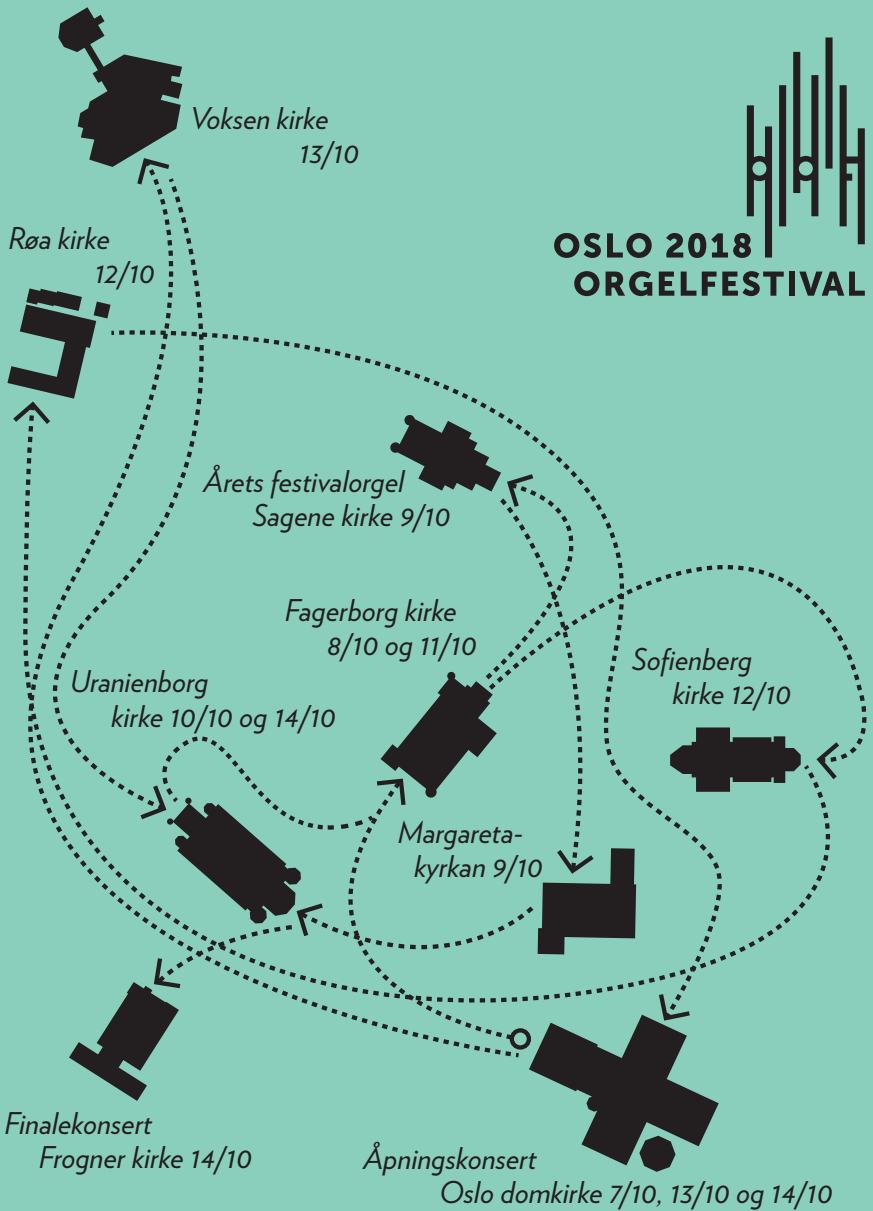 Voksen kirke
13/10
Røa kirke
12/10
OSLO 2018
ORGELFESTIVAL
Årets festivalorgel
Sagene kirke 9/10
Fagerborg kirke
8/10 og 11/10
Sofienberg
kirke 12/10
Uranienborg
kirke 10/10 og 14/10
Margareta-
kyrkan 9/10
Finalekonsert
Frogner kirke 14/10
Åpningskonsert
Oslo domkirke 7/10, 13/10 og 14/10